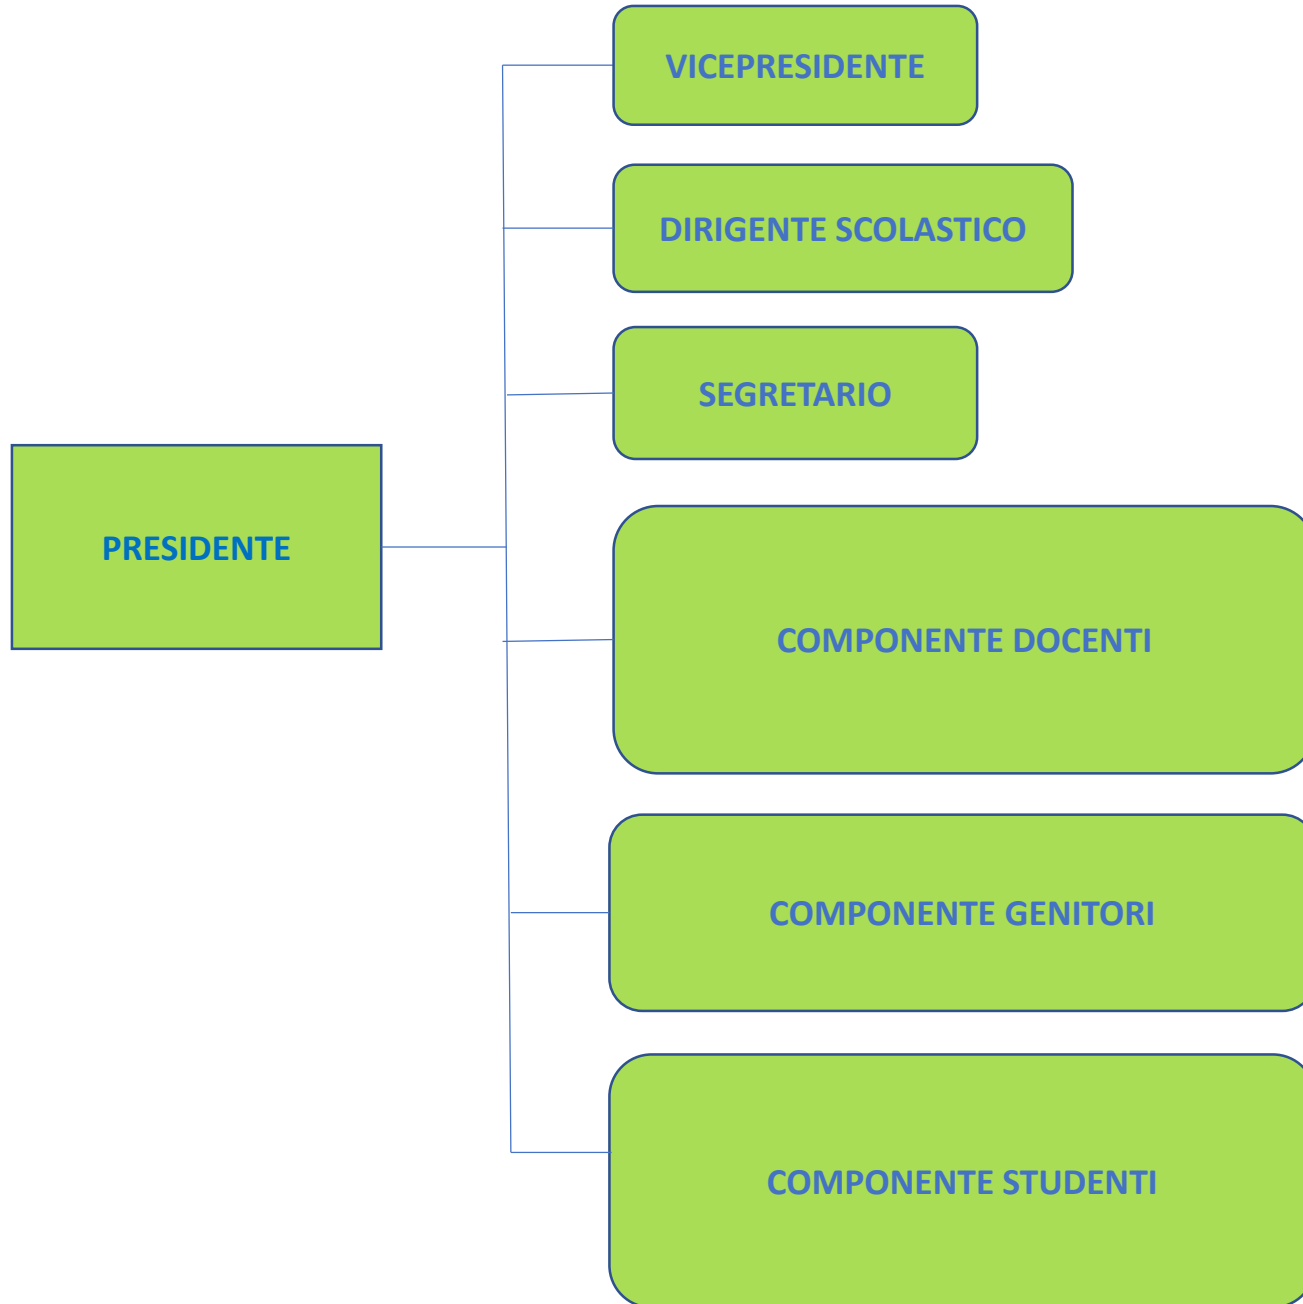 VICEPRESIDENTE
DIRIGENTE SCOLASTICO
SEGRETARIO
PRESIDENTE
COMPONENTE DOCENTI
COMPONENTE GENITORI
COMPONENTE STUDENTI